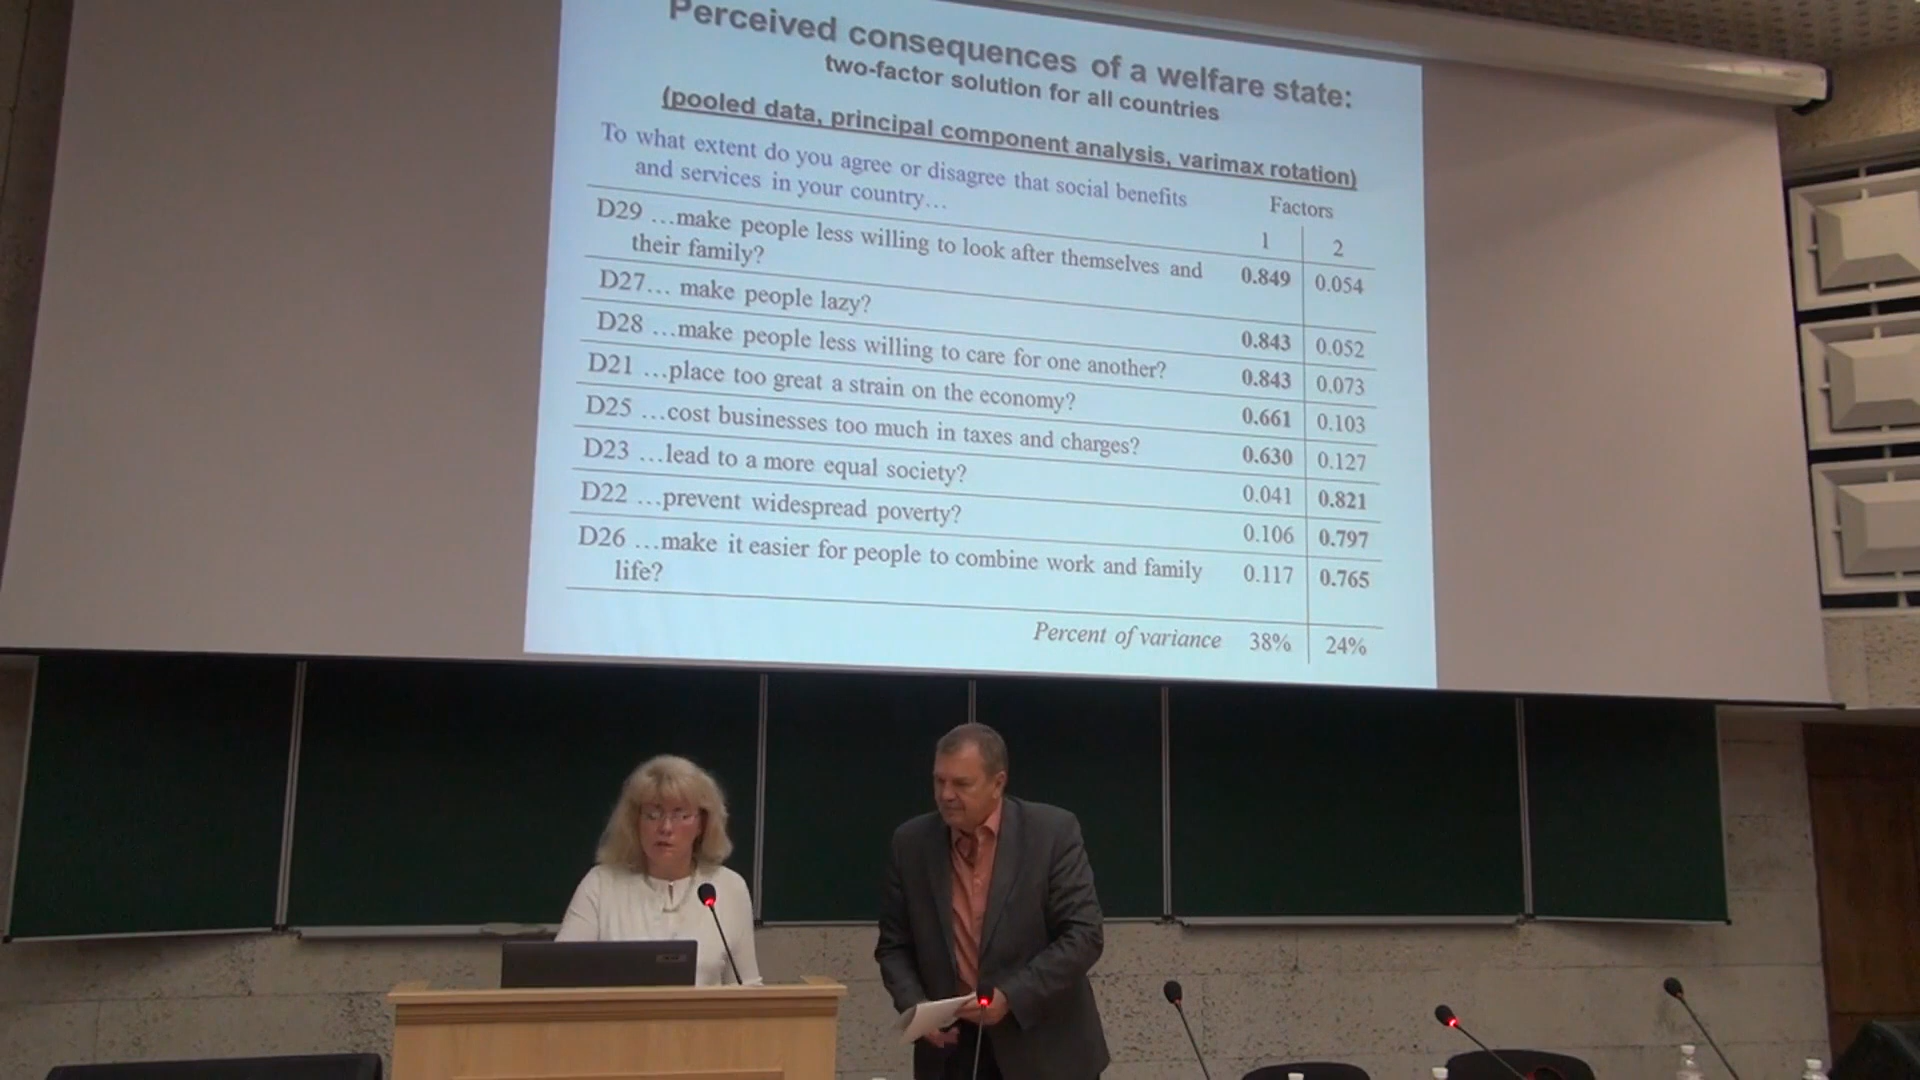 Perceived consequences of a welfare state:
two-factor solution for all countries
(pooled data, principal component analysis, varimax rotation)
To what extent do you agree or disagree that social benefits
and services in your country…
Factors
1 2
D29 …make people less willing to look after themselves and
their family?
0.849 0.054
D27… make people lazy?
0.843 0.052
D28 …make people less willing to care for one another?
0.843 0.073
D21 …place too great a strain on the economy?
0.661 0.103
D25 …cost businesses too much in taxes and charges?
0.630 0.127
D23 …lead to a more equal society?
0.041 0.821
D22 …prevent widespread poverty?
0.106 0.797
D26 …make it easier for people to combine work and family
life?
0.117 0.765
Percent of variance 38% 24%